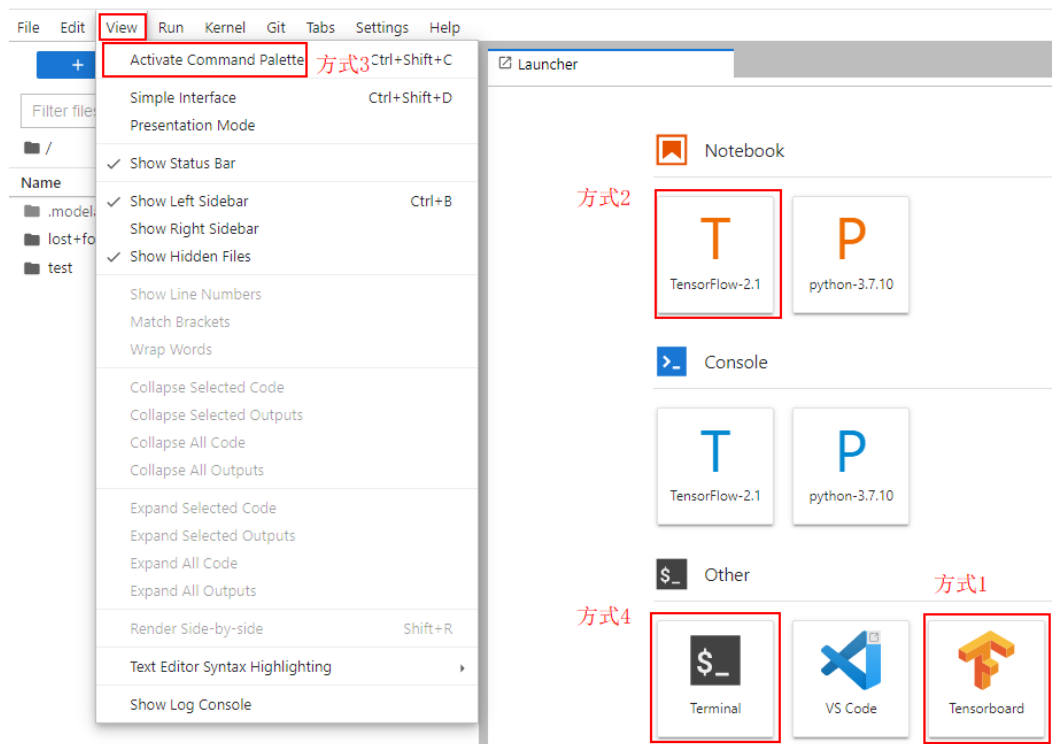 File Edit View Run Kernel Git Tabs Settings Help
+
Filter file
/
Name
.model
lost+fo
test
Activate Command Palette 方式3 Ctrl+Shift+C
Simple Interface Ctrl+Shift+D
Presentation Mode
Show Status Bar
Show Left Sidebar Ctrl+B
Show Right Sidebar
Show Hidden Files
Show Line Numbers
Match Brackets
Wrap Words
Collapse Selected Code
Collapse Selected Outputs
Collapse All Code
Collapse All Outputs
Expand Selected Code
Expand Selected Outputs
Expand All Code
Expand All Outputs
Render Side-by-side Shift+R
Text Editor Syntax Highlighting
Show Log Console
Launcher
Notebook
方式2
T P
TensorFlow-2.1 python-3.7.10
Console
T P
TensorFlow-2.1 python-3.7.10
$_ Other
方式1
方式4
$_
Terminal VS Code Tensorboard